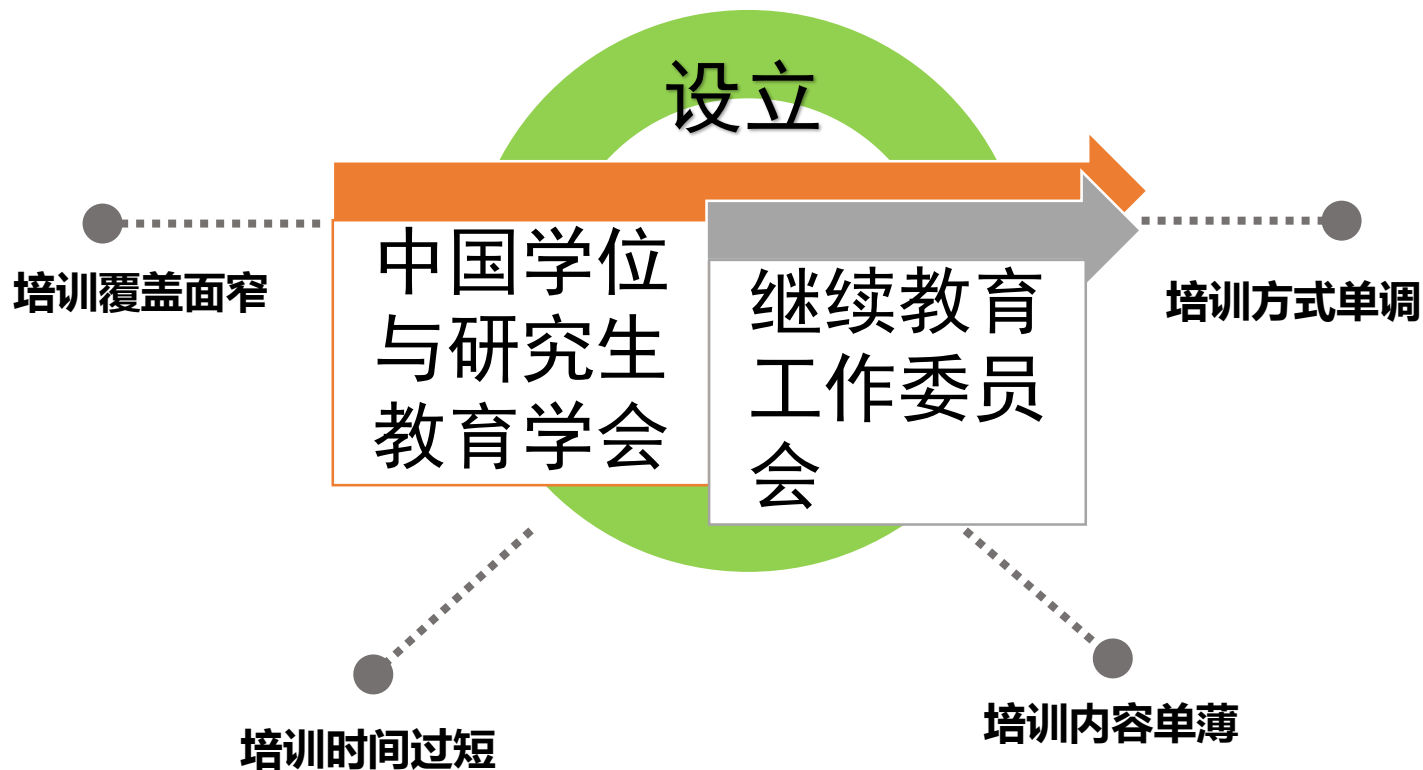 设立
中国学位
与研究生
教育学会
继续教育
工作委员
会
培训覆盖面窄
培训方式单调
培训时间过短
培训内容单薄